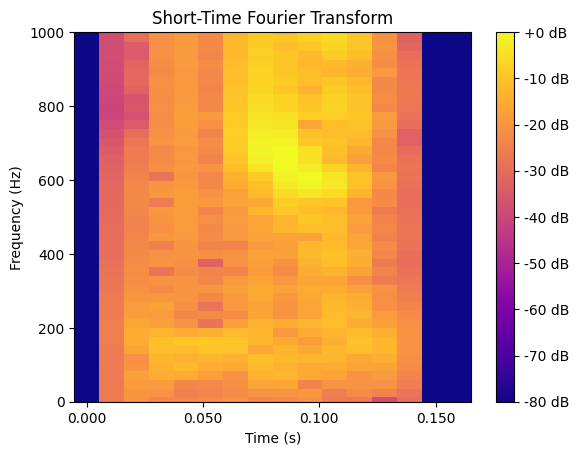 Short-Time Fourier Transform
Frequency (Hz)
1000
800
600
400
200
0
0.000
0.050
0.100
0.150
Time (s)
+0 dB
-10 dB
-20 dB
-30 dB
-40 dB
-50 dB
-60 dB
-70 dB
-80 dB